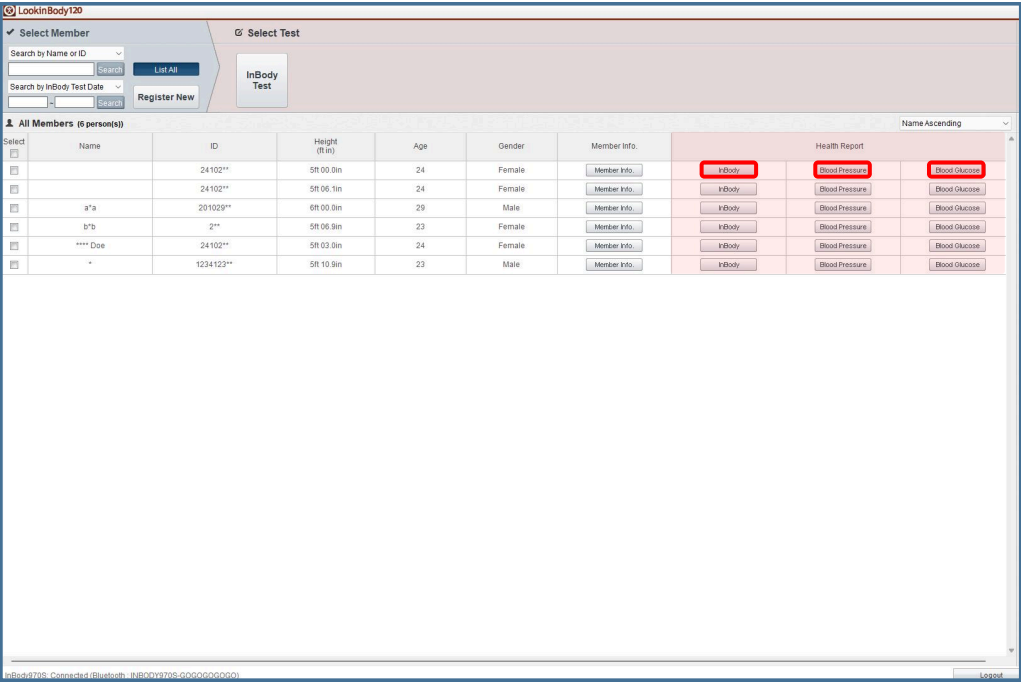 LookinBody120
Select Member
Select Test
Search by Name or ID
Search
List All
Search by InBody Test Date
- Search
Register New
InBody
Test
All Members (6 person(s))
Name Ascending
Select Name ID Height (ft in) Age Gender Member Info. Health Report
24102** 5ft 00.0in 24 Female Member Info. InBody Blood Pressure Blood Glucose
24102** 5ft 06.1in 24 Female Member Info. InBody Blood Pressure Blood Glucose
a*a 201029** 6ft 00.0in 29 Male Member Info. InBody Blood Pressure Blood Glucose
b*b 2** 5ft 06.9in 23 Female Member Info. InBody Blood Pressure Blood Glucose
**** Doe 24102** 5ft 03.0in 24 Female Member Info. InBody Blood Pressure Blood Glucose
* 1234123** 5ft 10.9in 23 Male Member Info. InBody Blood Pressure Blood Glucose
InBody970S: Connected (Bluetooth : INBODY970S-GOGOGOGOGO)
Logout